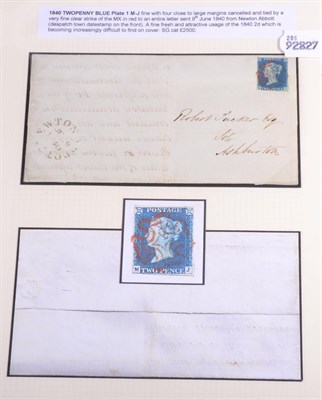 1840 TWOPENNY BLUE Plate 1 M-J fine with four close to large margins cancelled and tied by a
very fine clear strike of the MX in red to an entire letter sent 9th June 1840 from Newton Abbott
(despatch town datestamp on the front). A fine fresh and attractive usage of the 1840 2d which is
becoming increasingly difficult to find on cover. SG cat £2500.
92827
Robert Tucker Esq
Ashburton
POSTAGE
TWO PENCE
M J